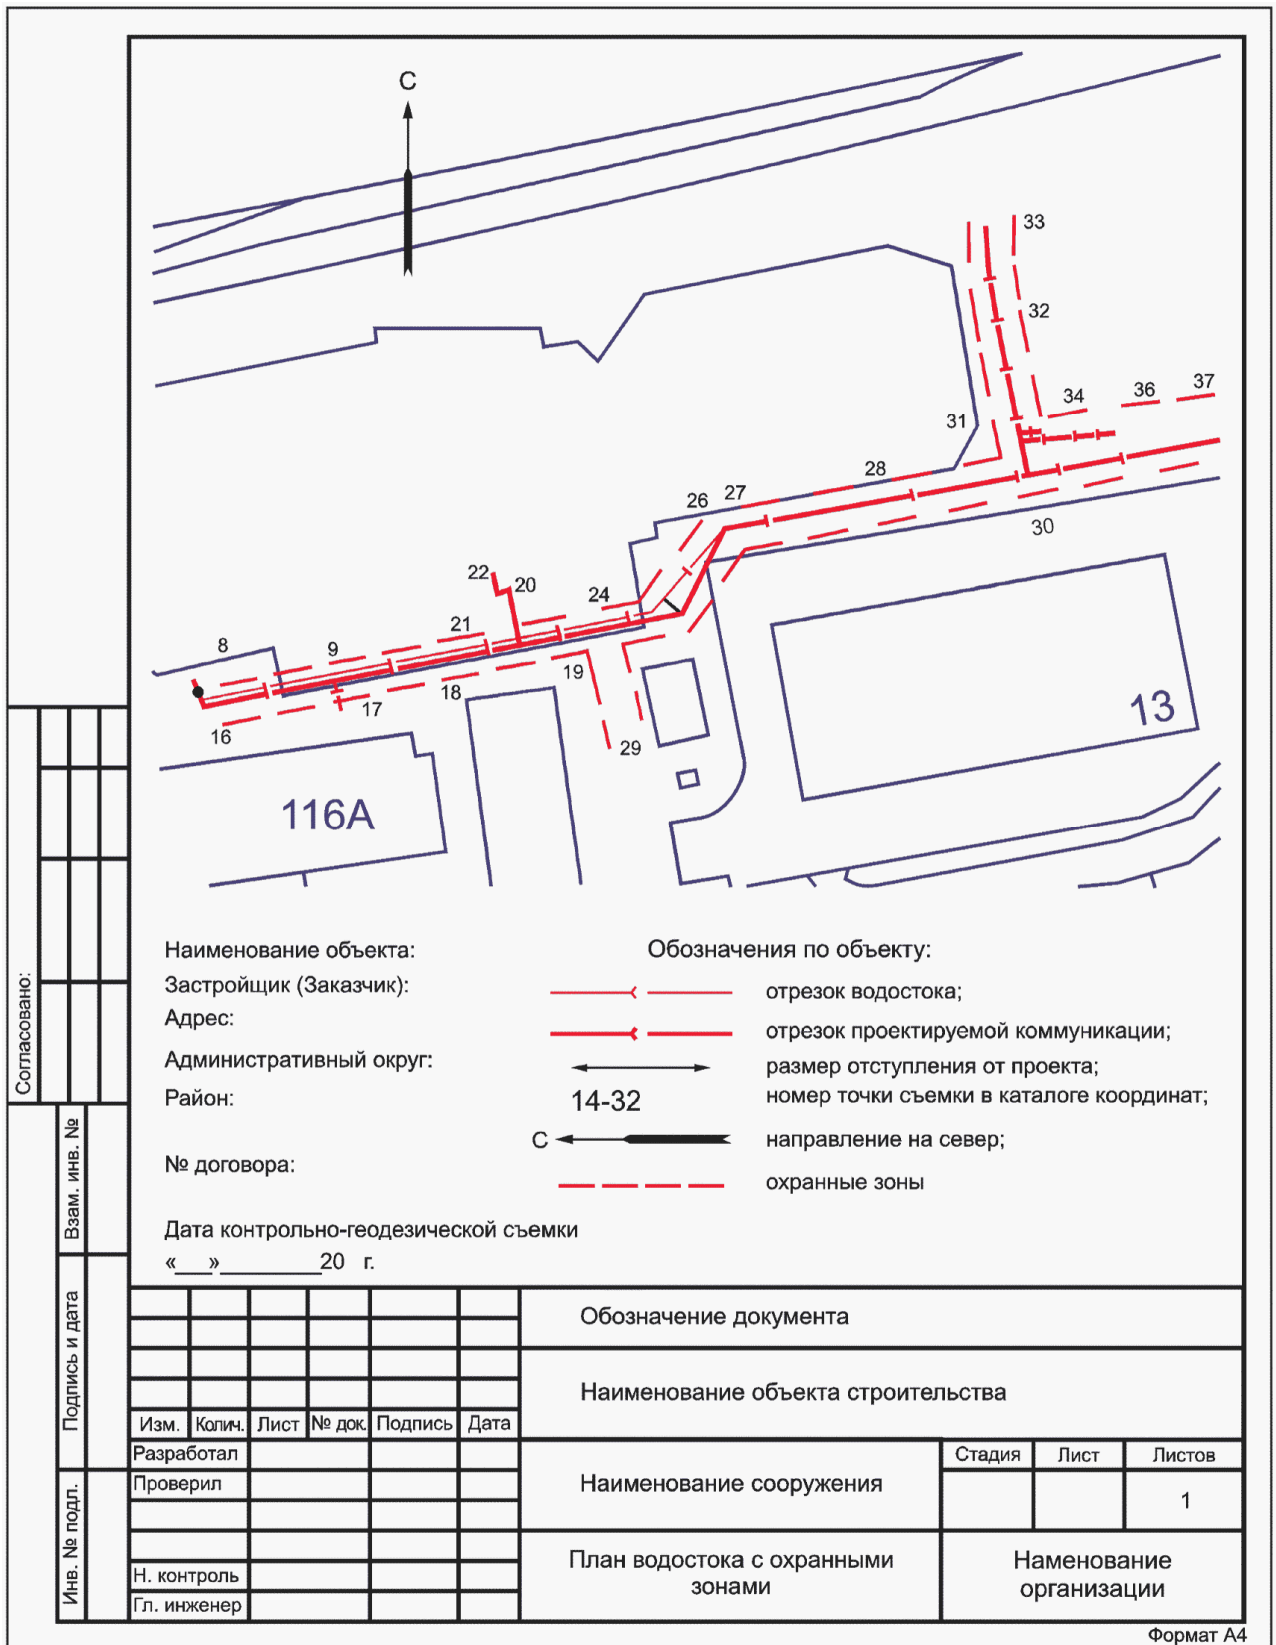 С
33
32
37
36
34
31
28
26
27
30
22
20
24
21
8
9
19
18
17
16
29
13
116А
Наименование объекта:
Застройщик (Заказчик):
Адрес:
Административный округ:
Район:
№ договора:
Дата контрольно-геодезической съемки
«___»_________20 г.
Обозначения по объекту:
отрезок водостока;
отрезок проектируемой коммуникации;
размер отступления от проекта;
14-32 номер точки съемки в каталоге координат;
С направление на север;
охранные зоны
Согласовано:
Взам. инв. №
Подпись и дата
Инв. № подл.
Обозначение документа
Наименование объекта строительства
Изм. Колич. Лист № док. Подпись Дата
Разработал
Проверил
Н. контроль
Гл. инженер
Наименование сооружения
Стадия Лист Листов
1
План водостока с охранными
зонами
Наменование
организации
Формат А4